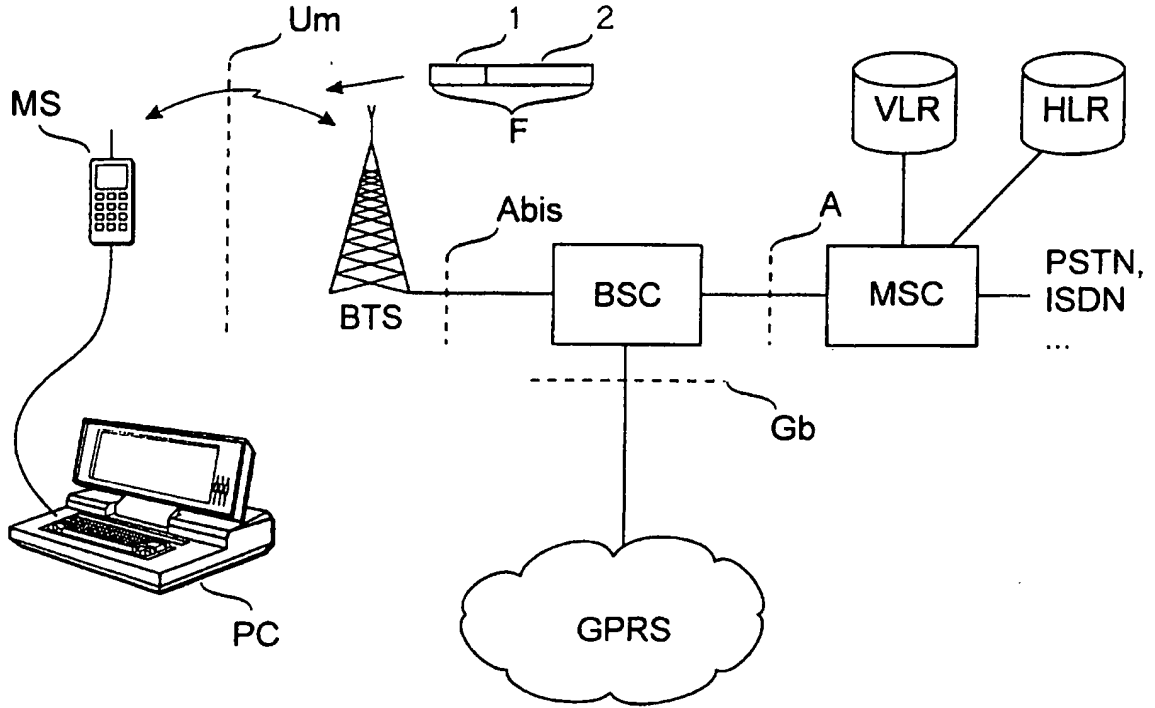 Um
1
2
MS
F
VLR
HLR
Abis
A
BTS
BSC
MSC
PSTN,
ISDN
...
Gb
PC
GPRS